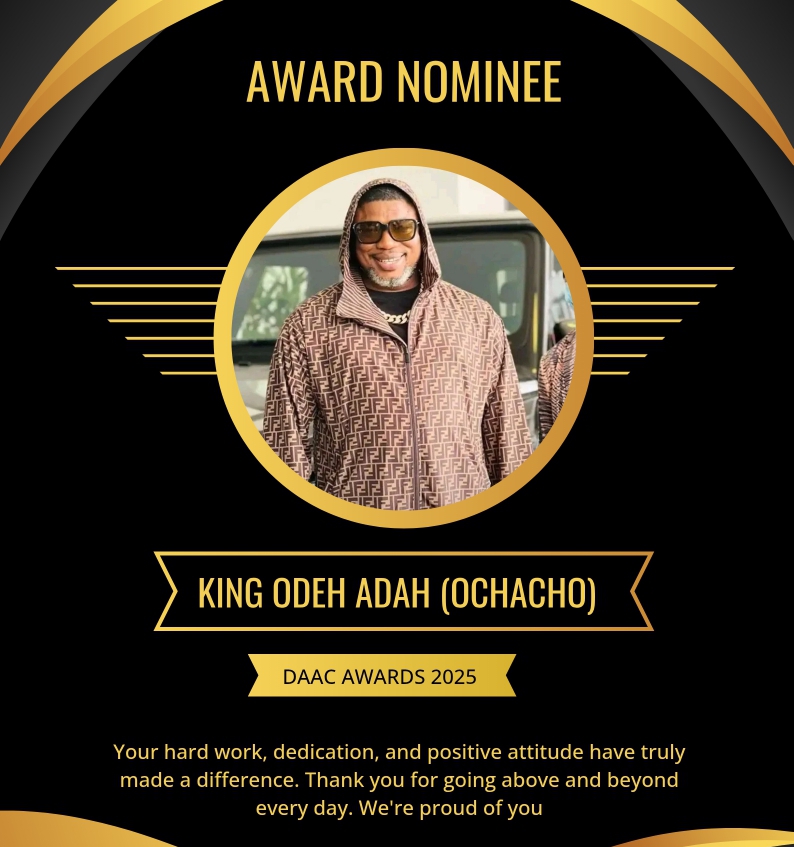 AWARD NOMINEE
KING ODEH ADAH (OCHACHO)
DAAC AWARDS 2025
Your hard work, dedication, and positive attitude have truly
made a difference. Thank you for going above and beyond
every day. We're proud of you